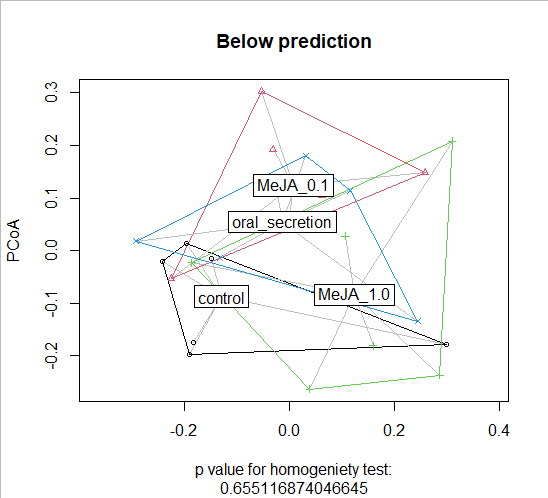 Below prediction
PCoA
0.3
0.2
0.1
0.0
-0.1
-0.2
MeJA_0.1
oral_secretion
control
MeJA_1.0
-0.2
0.0
0.2
0.4
p value for homogeniety test:
0.655116874046645